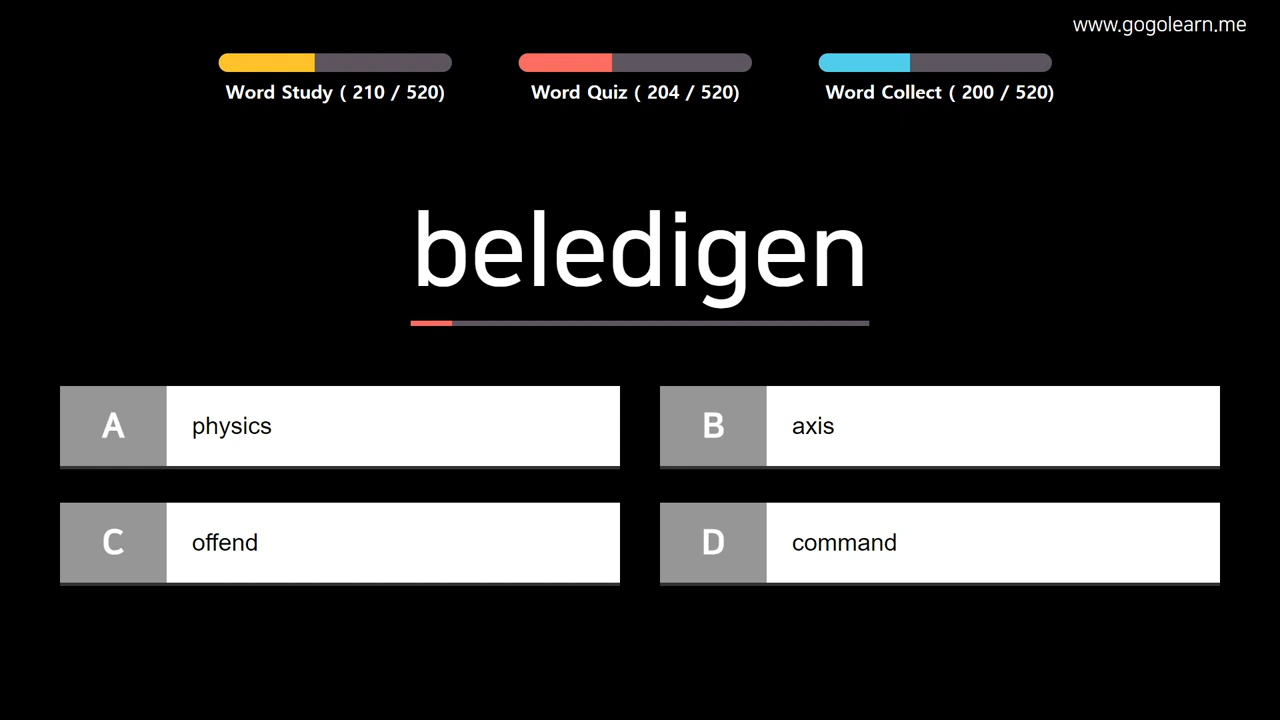 www.gogolearn.me
Word Study ( 210 / 520)
Word Quiz ( 204 / 520)
Word Collect ( 200 / 520)
beledigen
A physics
B axis
C offend
D command